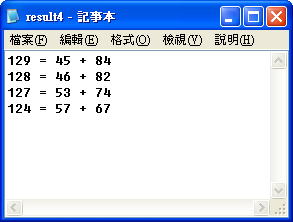 result4 - 記事本
檔案(F) 編輯(E) 格式(O) 檢視(V) 說明(H)
129 = 45 + 84
128 = 46 + 82
127 = 53 + 74
124 = 57 + 67